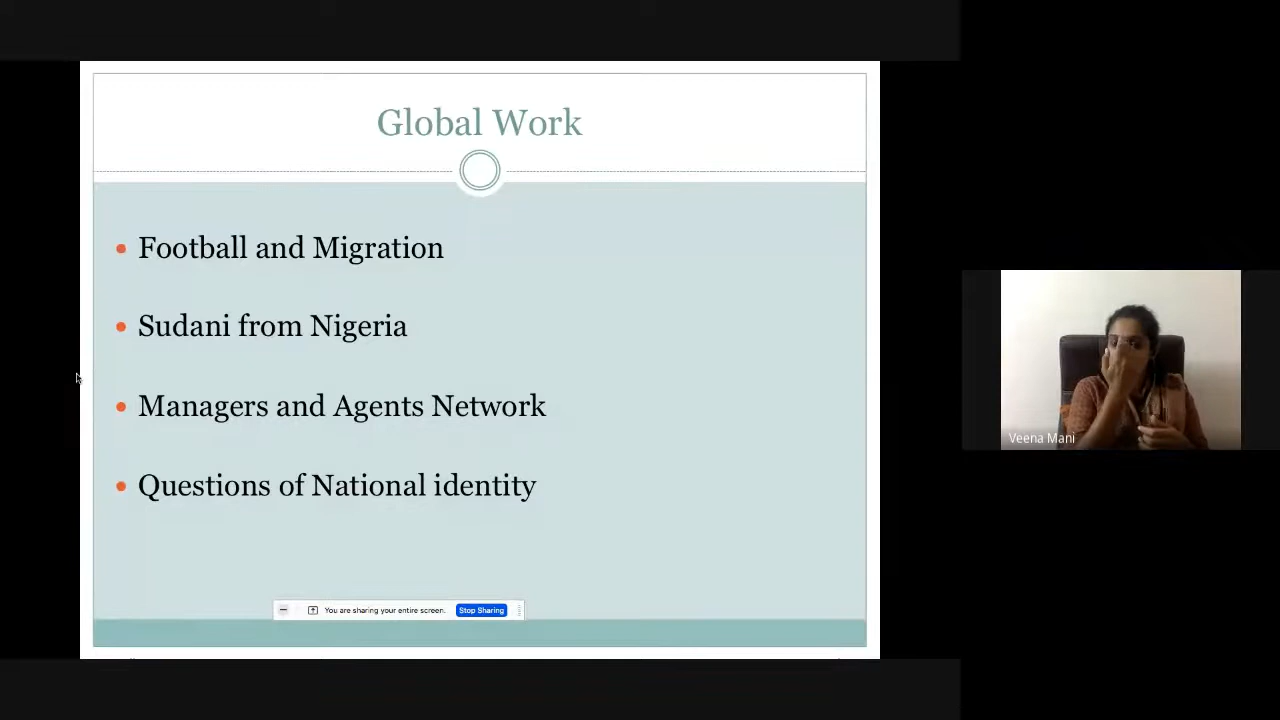 Global Work
Football and Migration
Sudani from Nigeria
Managers and Agents Network
Questions of National identity
You are sharing your entire screen. Stop Sharing
Veena Mani